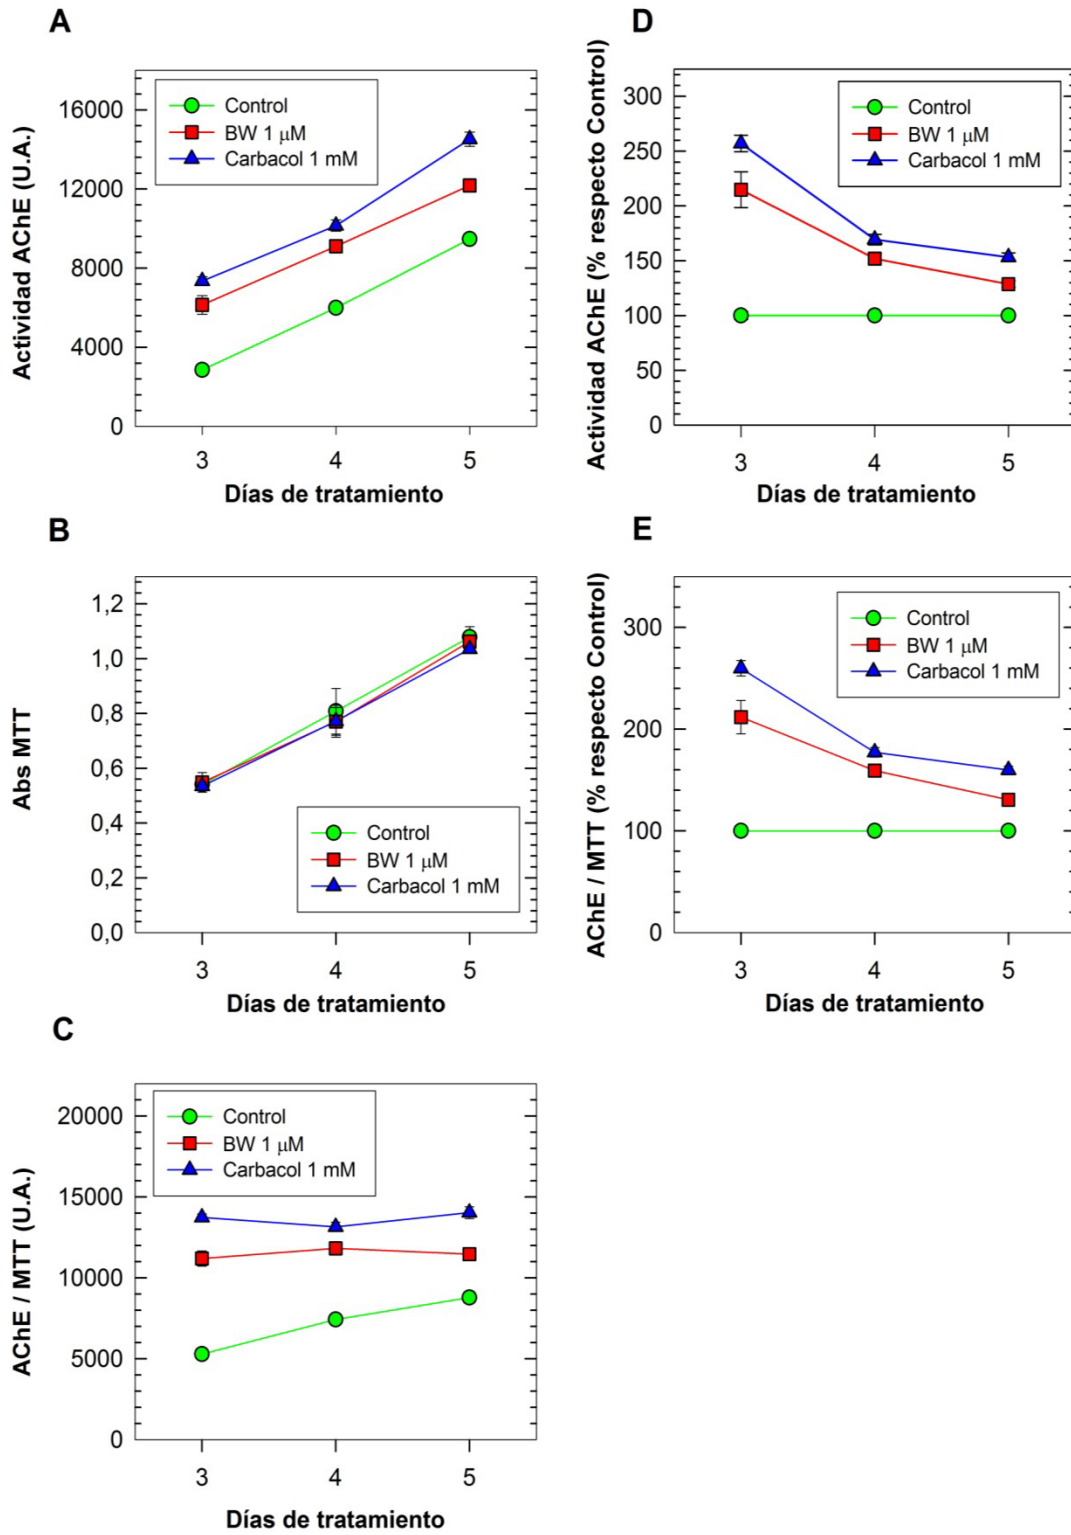 A
Actividad AChE (U.A.)
16000
12000
8000
4000
0
Control
BW 1 μM
Carbacol 1 mM
3 4 5
Días de tratamiento
D
Actividad AChE (% respecto Control)
300
250
200
150
100
50
0
Control
BW 1 μM
Carbacol 1 mM
3 4 5
Días de tratamiento
B
Abs MTT
1,2
1,0
0,8
0,6
0,4
0,2
0,0
Control
BW 1 μM
Carbacol 1 mM
3 4 5
Días de tratamiento
E
AChE / MTT (% respecto Control)
300
200
100
0
Control
BW 1 μM
Carbacol 1 mM
3 4 5
Días de tratamiento
C
AChE / MTT (U.A.)
20000
15000
10000
5000
0
Control
BW 1 μM
Carbacol 1 mM
3 4 5
Días de tratamiento